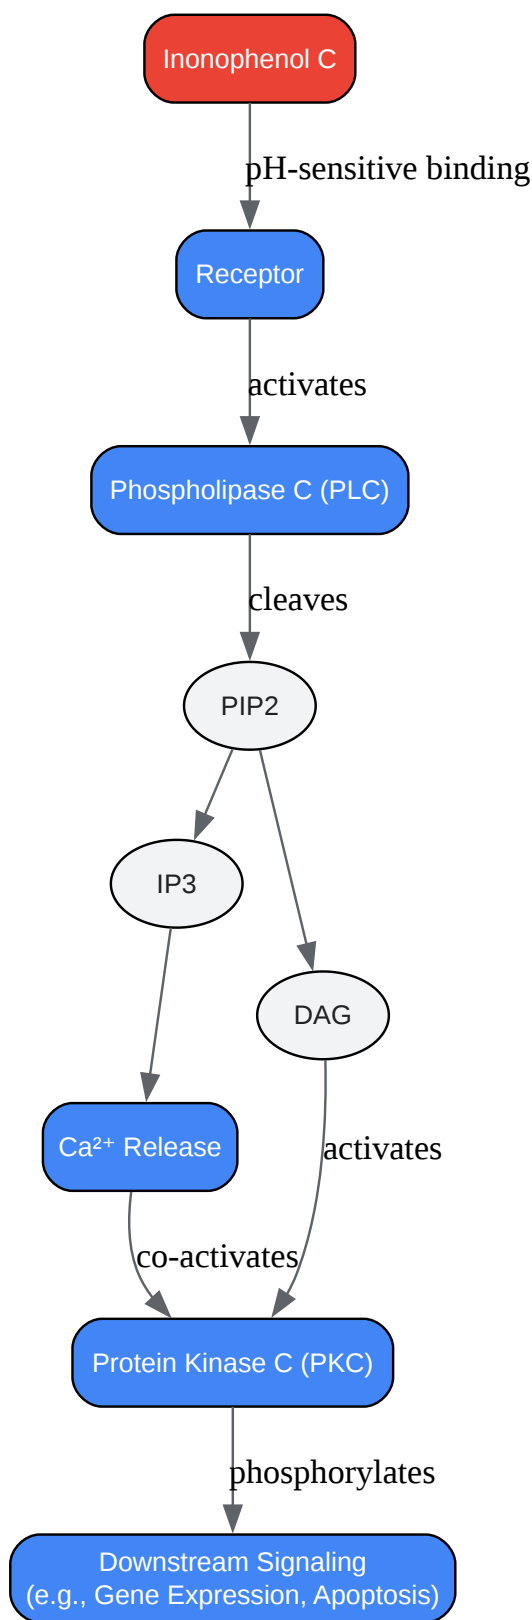 Inonophenol C
pH-sensitive binding
Receptor
activates
Phospholipase C (PLC)
cleaves
PIP2
IP3
DAG
Ca²⁺ Release
activates
co-activates
Protein Kinase C (PKC)
phosphorylates
Downstream Signaling
(e.g., Gene Expression, Apoptosis)